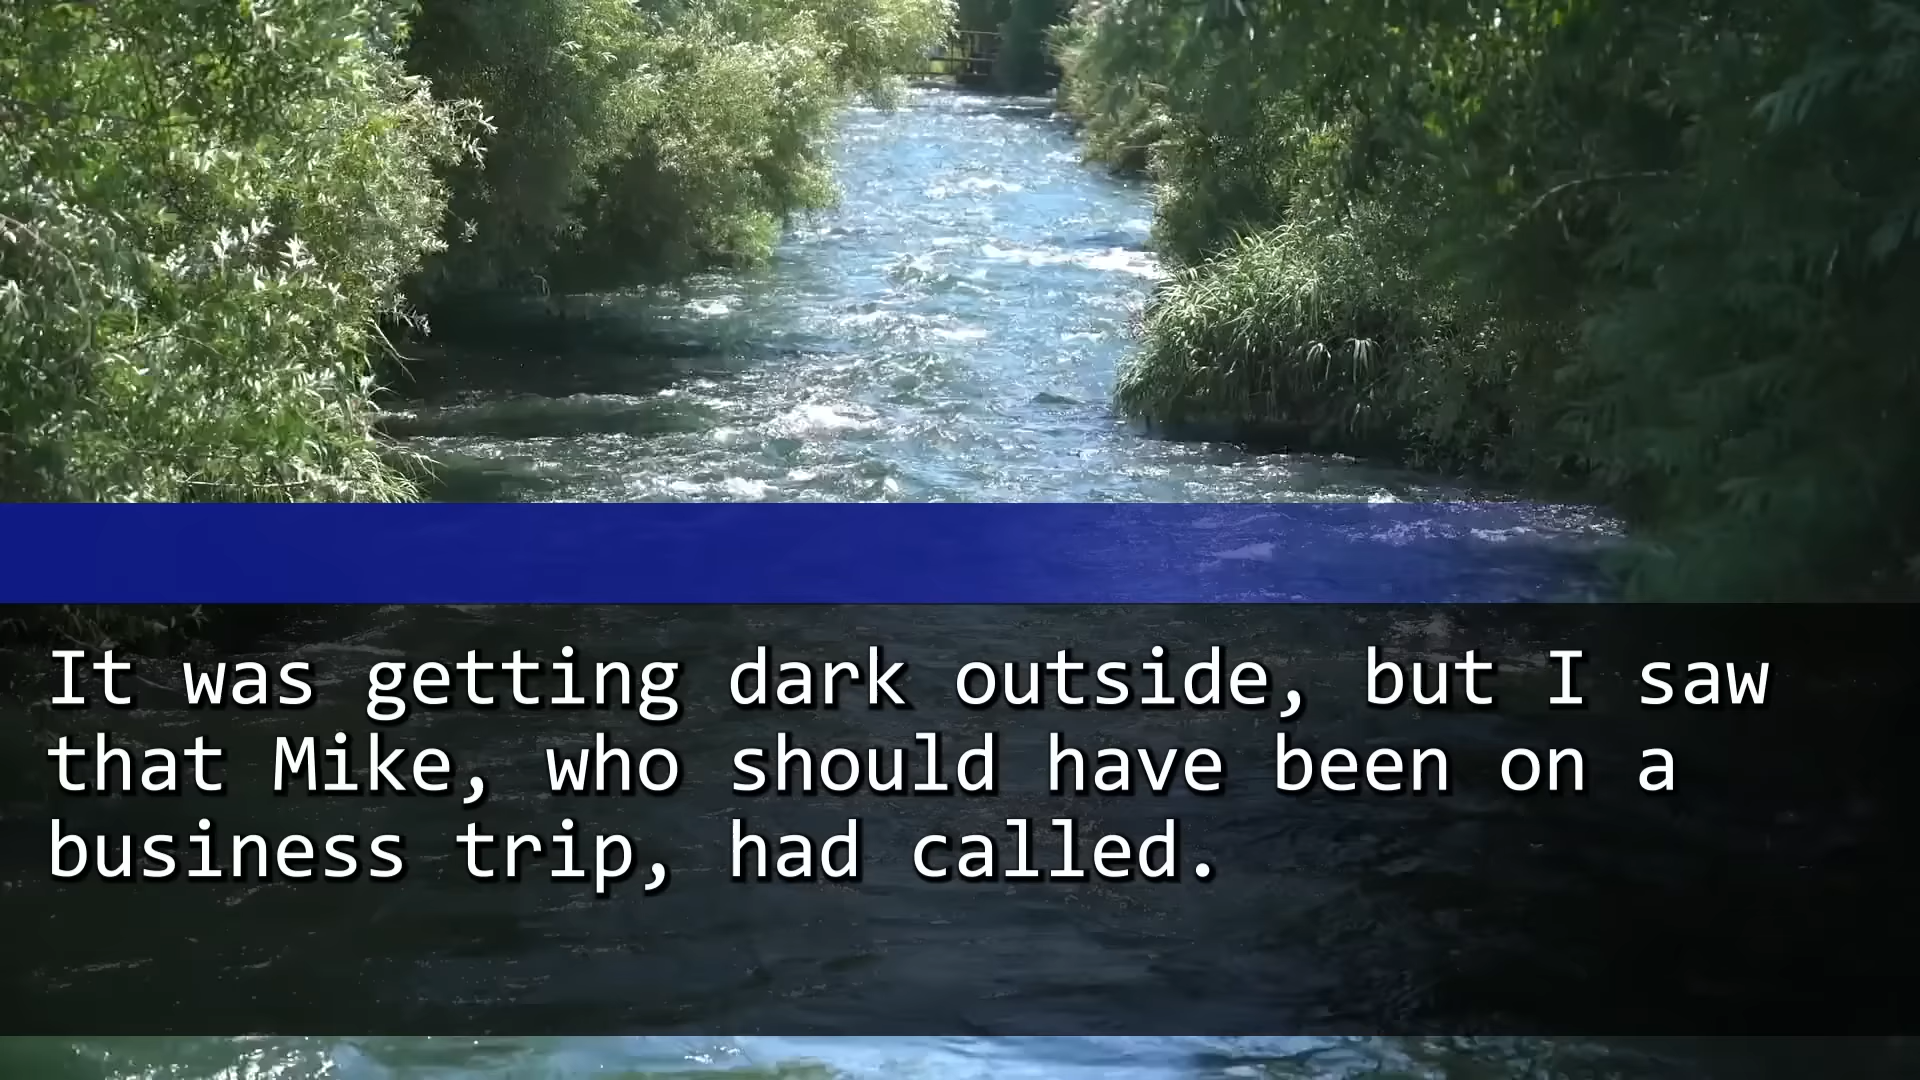 It was getting dark outside, but I saw
that Mike, who should have been on a
business trip, had called.